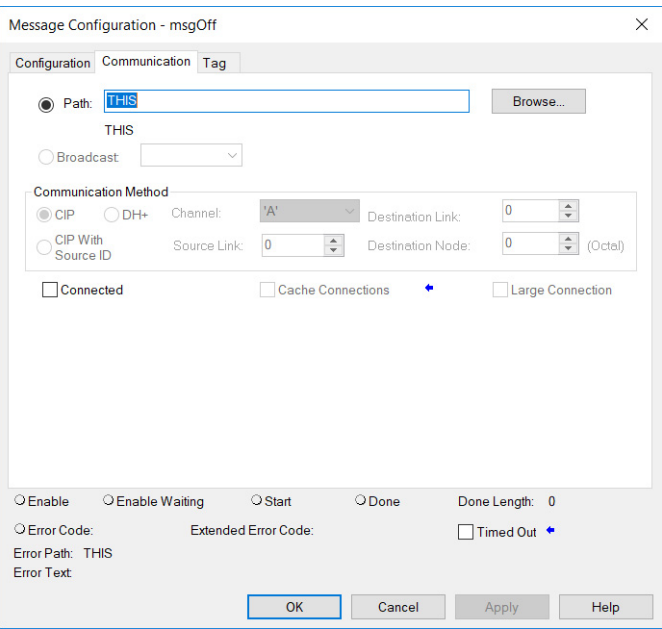 Message Configuration - msgOff
Configuration Communication Tag
Path: THIS Browse...
THIS
Broadcast:
Communication Method
CIP DH+ Channel: 'A' Destination Link: 0
CIP With Source ID Source Link: 0 Destination Node: 0 (Octal)
Connected Cache Connections Large Connection
Enable Enable Waiting Start Done Done Length: 0
Error Code: Extended Error Code: Timed Out
Error Path: THIS
Error Text:
OK Cancel Apply Help